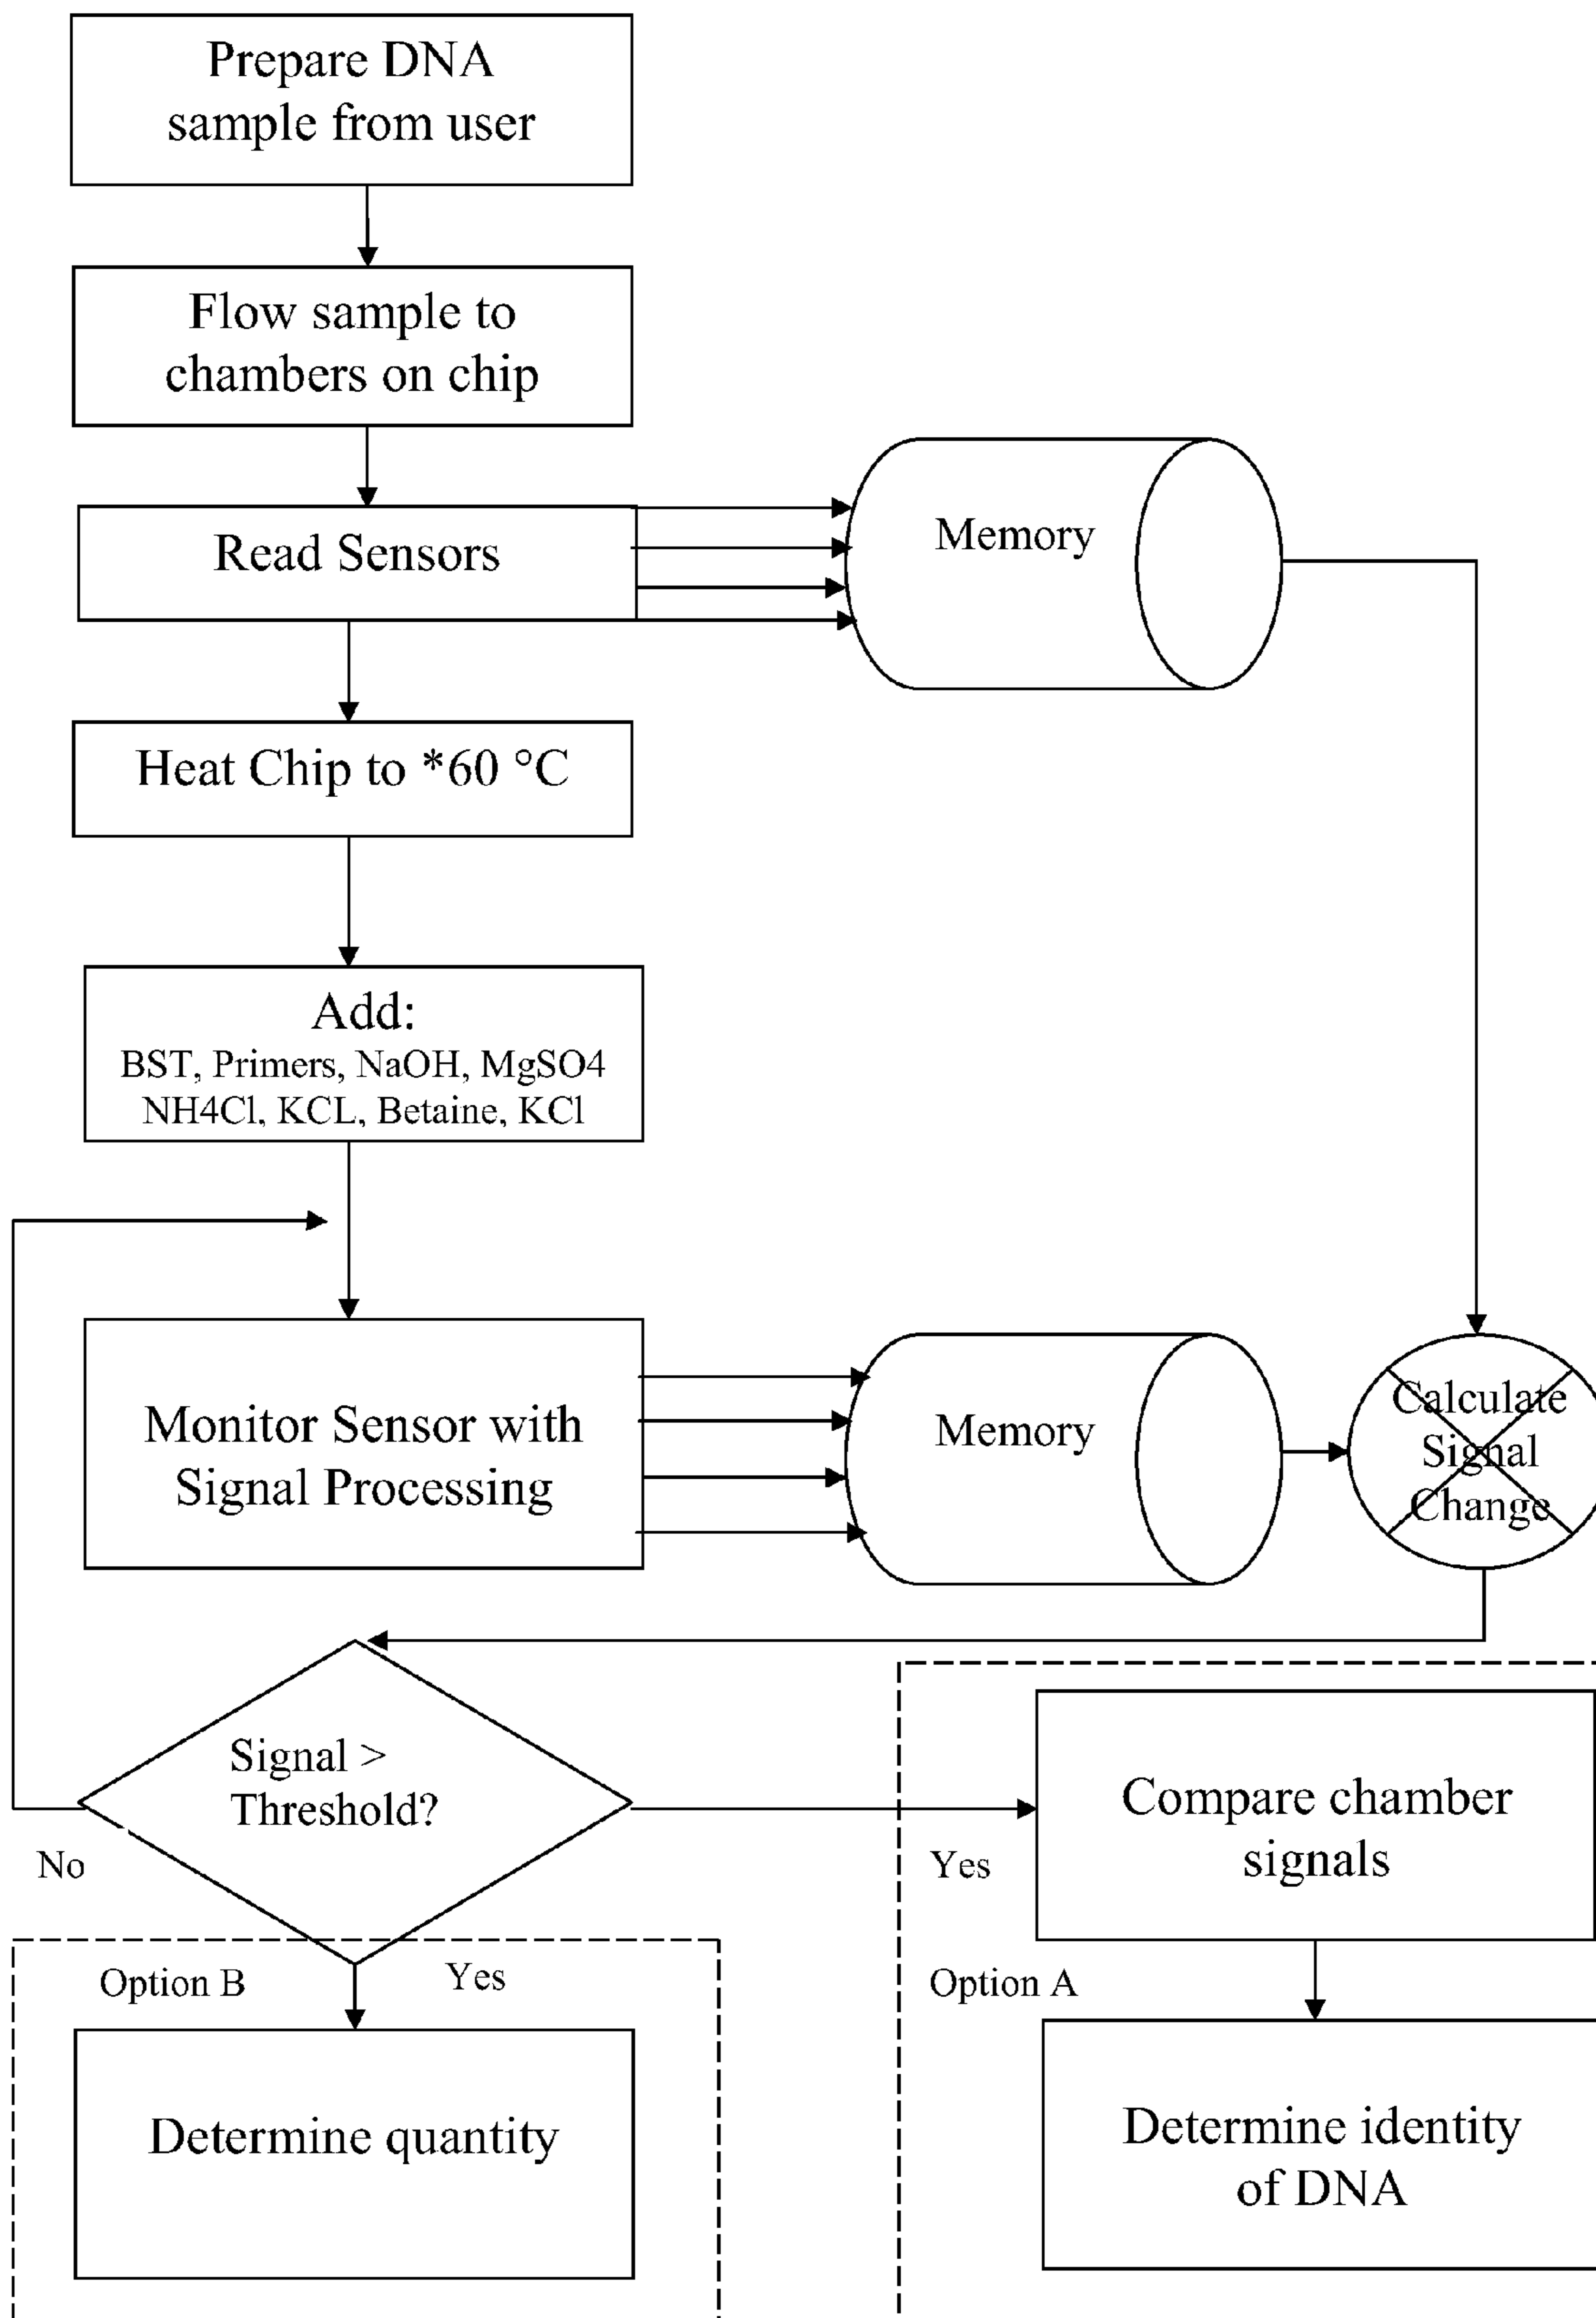 Prepare DNA
sample from user
Flow sample to
chambers on chip
Read Sensors
Memory
Heat Chip to *60 °C
Add:
BST, Primers, NaOH, MgSO4
NH4Cl, KCL, Betaine, KCl
Monitor Sensor with
Signal Processing
Memory
Calculate
Signal
Change
Signal >
Threshold?
No
Yes
Compare chamber
signals
Option B
Yes
Option A
Determine quantity
Determine identity
of DNA